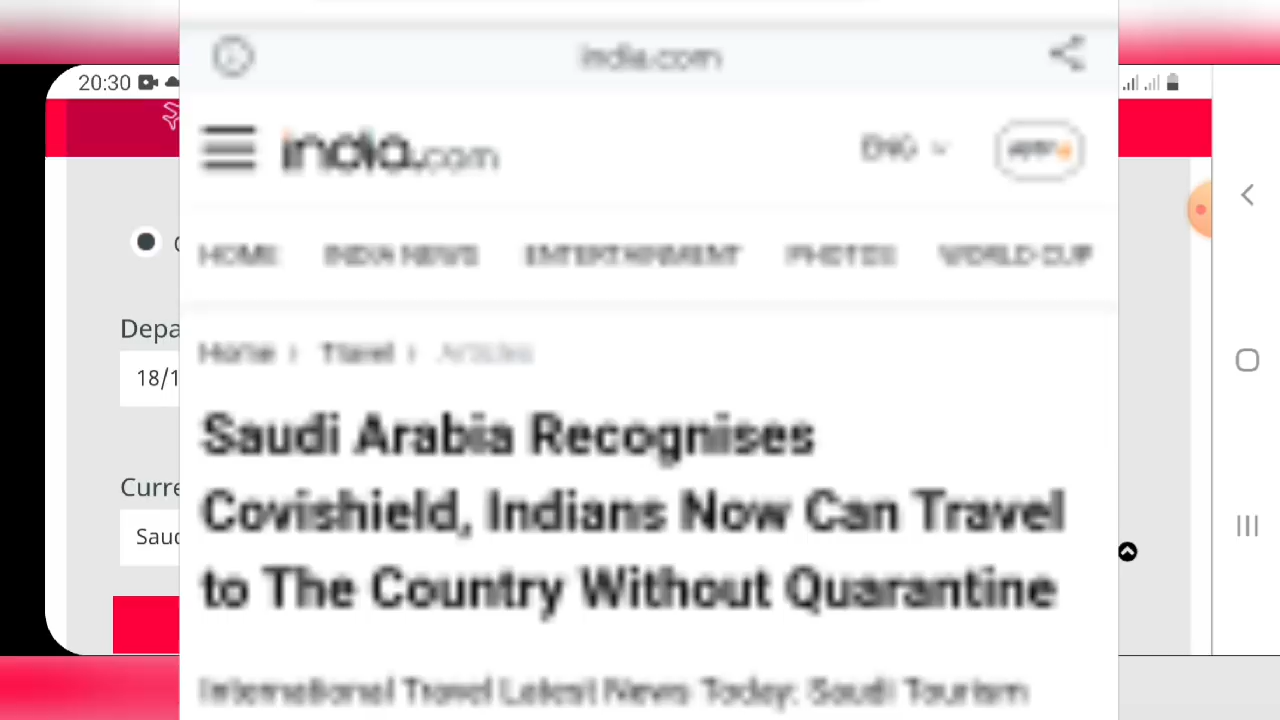 india.com
20:30
india.com
ENG
HOME INDIA NEWS ENTERTAINMENT PHOTOS WORLD CUP
Home › Travel › Articles
Depa
18/1
Saudi Arabia Recognises
Covishield, Indians Now Can Travel
to The Country Without Quarantine
Curre
Saud
International Travel Latest News Today: Saudi Tourism